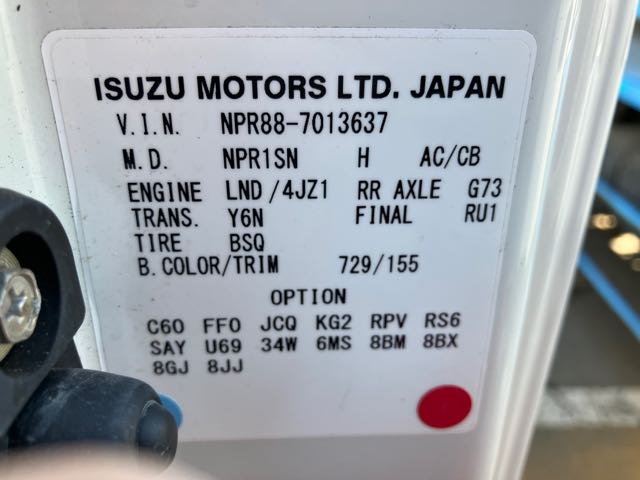 ISUZU MOTORS LTD. JAPAN
V.I.N. NPR88-7013637
M.D. NPR1SN H AC/CB
ENGINE LND/4JZ1 RR AXLE G73
TRANS. Y6N FINAL RU1
TIRE BSQ
B.COLOR/TRIM 729/155
OPTION
C60 FF0 JCQ KG2 RPV RS6
SAY U69 34W 6MS 8BM 8BX
8GJ 8JJ